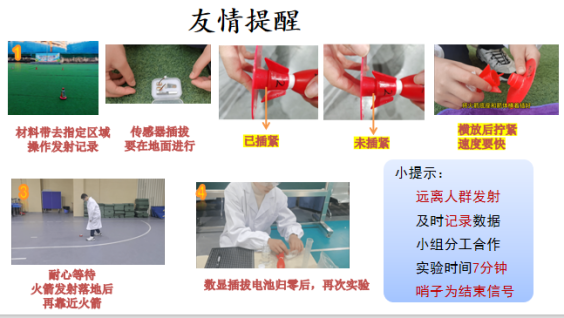 友情提醒
1
材料带去指定区域
操作发射记录
传感器插拔
要在地面进行
已插紧
未插紧
横放后拧紧
速度要快
3
耐心等待
火箭发射落地后
再靠近火箭
4
数显插拔电池归零后，再次实验
小提示：
远离人群发射
及时记录数据
小组分工合作
实验时间7分钟
哨子为结束信号